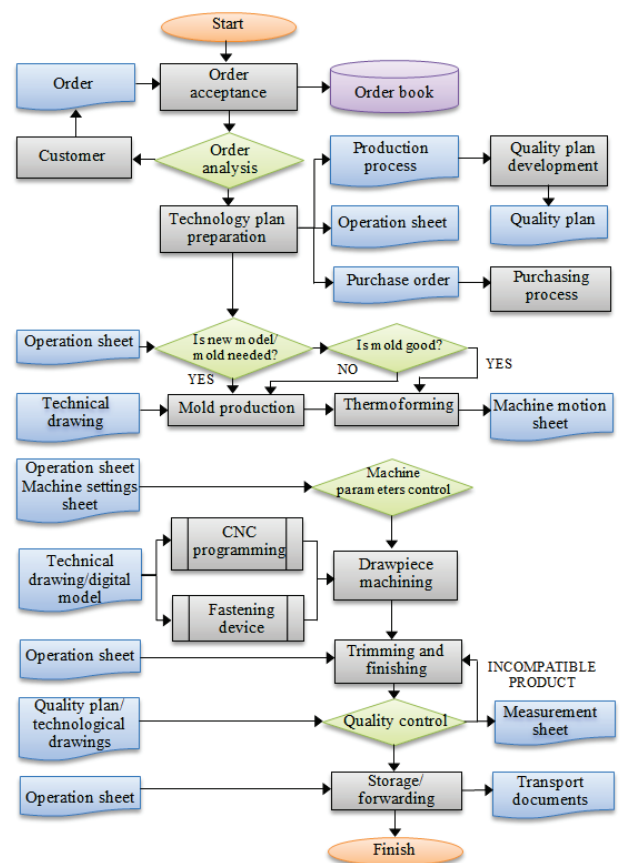 Start
Order
Order
acceptance
Order book
Customer
Order
analysis
Production
process
Quality plan
development
Technology plan
preparation
Operation sheet
Quality plan
Purchase order
Purchasing
process
Operation sheet
Is new model/
mold needed?
Is mold good?
YES
NO
YES
Technical
drawing
Mold production
Thermoforming
Machine motion
sheet
Operation sheet
Machine settings
sheet
Machine
parameters control
CNC
programming
Technical
drawing/digital
model
Drawpiece
machining
Fastening
device
Operation sheet
Trimming and
finishing
INCOMPATIBLE
PRODUCT
Quality plan/
technological
drawings
Quality control
Measurement
sheet
Operation sheet
Storage/
forwarding
Transport
documents
Finish